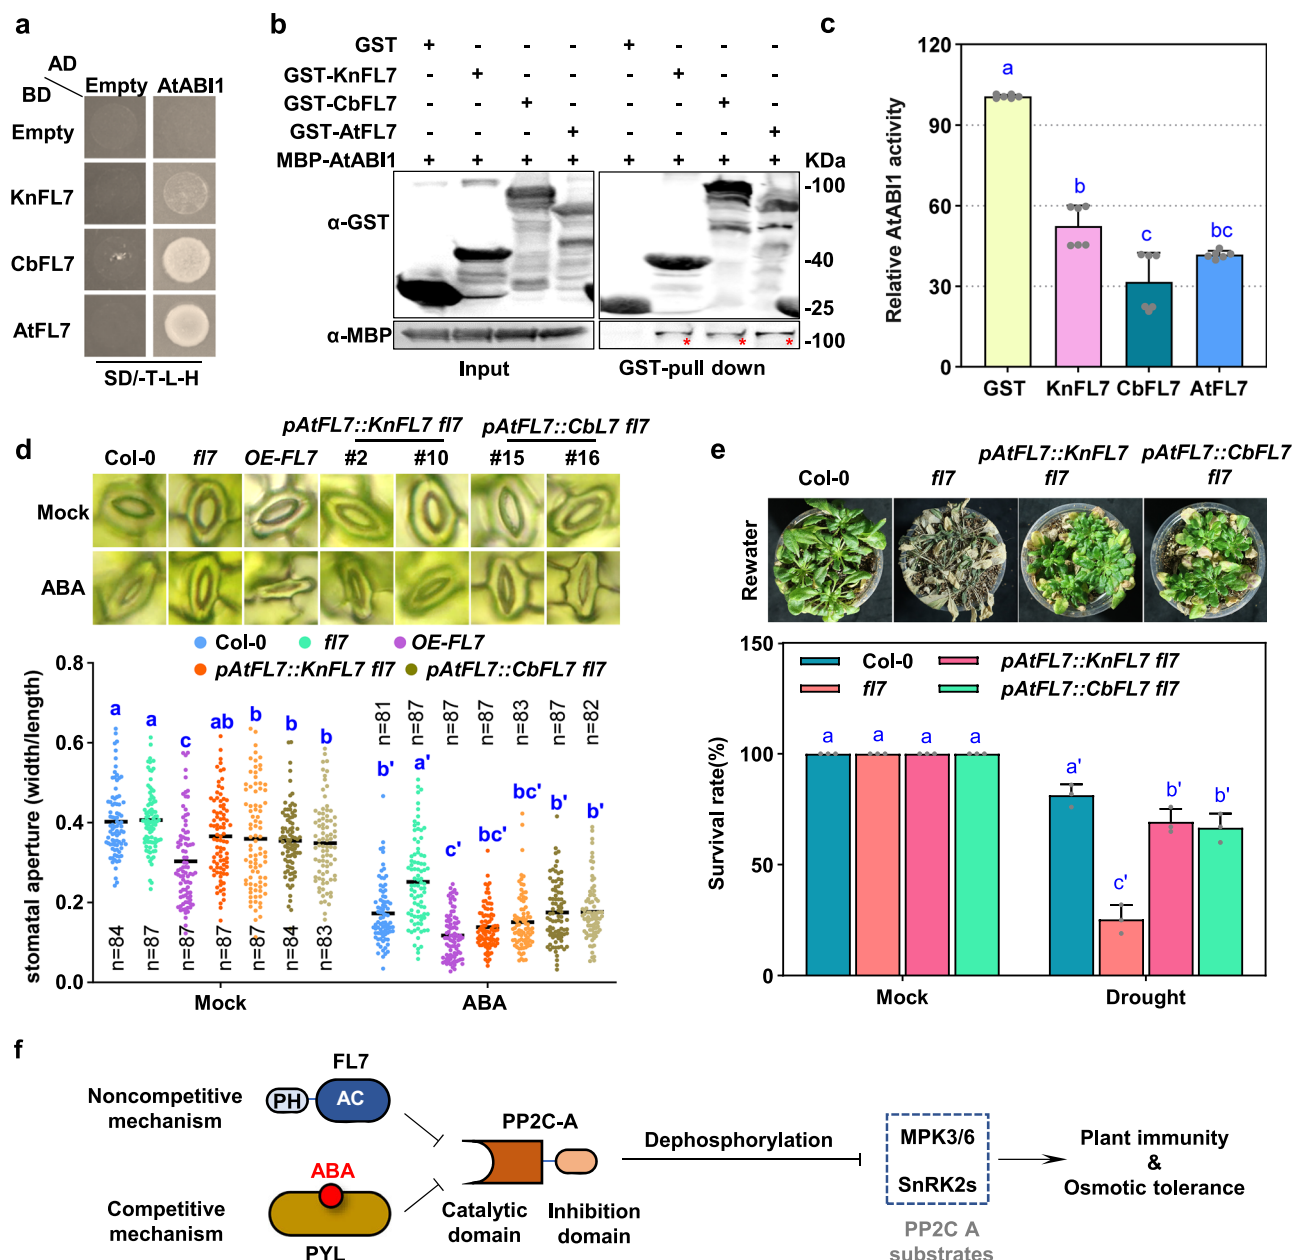 a
AD
BD
Empty AtABI1
Empty
KnFL7
CbFL7
AtFL7
SD/-T-L-H
b
GST + - - - + - - -
GST-KnFL7 - + - - - + - -
GST-CbFL7 - - + - - - + -
GST-AtFL7 - - - + - - - +
MBP-AtABI1 + + + + + + + + KDa
α-GST
-100
-40
-25
α-MBP
-100
* * *
Input GST-pull down
c
Relative AtABI1 activity
120
90
60
30
0
a
b
c
bc
GST KnFL7 CbFL7 AtFL7
d
pAtFL7::KnFL7 fl7 pAtFL7::CbL7 fl7
Col-0 fl7 OE-FL7 #2 #10 #15 #16
Mock
ABA
Col-0 fl7 OE-FL7
pAtFL7::KnFL7 fl7 pAtFL7::CbFL7 fl7
stomatal aperture (width/length)
0.8
0.6
0.4
0.2
0.0
a a c ab b b b
b' a' c' bc' bc' b' b'
n=84 n=87 n=87 n=87 n=87 n=84 n=83
n=81 n=87 n=87 n=87 n=83 n=87 n=82
Mock ABA
e
pAtFL7::KnFL7 pAtFL7::CbFL7
Col-0 fl7 fl7 fl7
Rewater
Survival rate(%)
150
100
50
0
Col-0 pAtFL7::KnFL7 fl7
fl7 pAtFL7::CbFL7 fl7
a a a a
a' c' b' b'
Mock Drought
f
FL7
Noncompetitive
mechanism
PH AC
PP2C-A
Dephosphorylation
MPK3/6
SnRK2s
Plant immunity
&
Osmotic tolerance
ABA
Competitive
mechanism
PYL
Catalytic
domain
Inhibition
domain
PP2C A
substrates